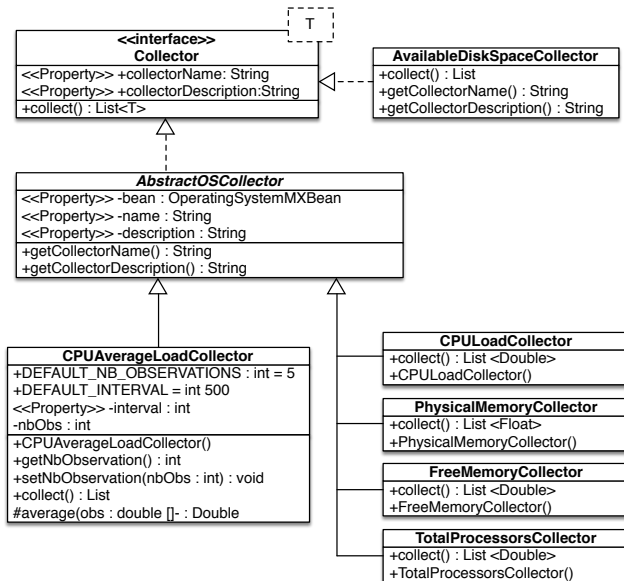 T
<<interface>>
Collector
<<Property>> +collectorName: String
<<Property>> +collectorDescription:String
+collect() : List<T>
AvailableDiskSpaceCollector
+collect() : List
+getCollectorName() : String
+getCollectorDescription() : String
AbstractOSCollector
<<Property>> -bean : OperatingSystemMXBean
<<Property>> -name : String
<<Property>> -description : String
+getCollectorName() : String
+getCollectorDescription() : String
CPUAverageLoadCollector
+DEFAULT_NB_OBSERVATIONS : int = 5
+DEFAULT_INTERVAL = int 500
<<Property>> -interval : int
-nbObs : int
+CPUAverageLoadCollector()
+getNbObservation() : int
+setNbObservation(nbObs : int) : void
+collect() : List
#average(obs : double []- : Double
CPULoadCollector
+collect() : List <Double>
+CPULoadCollector()
PhysicalMemoryCollector
+collect() : List <Float>
+PhysicalMemoryCollector()
FreeMemoryCollector
+collect() : List <Double>
+FreeMemoryCollector()
TotalProcessorsCollector
+collect() : List <Double>
+TotalProcessorsCollector()